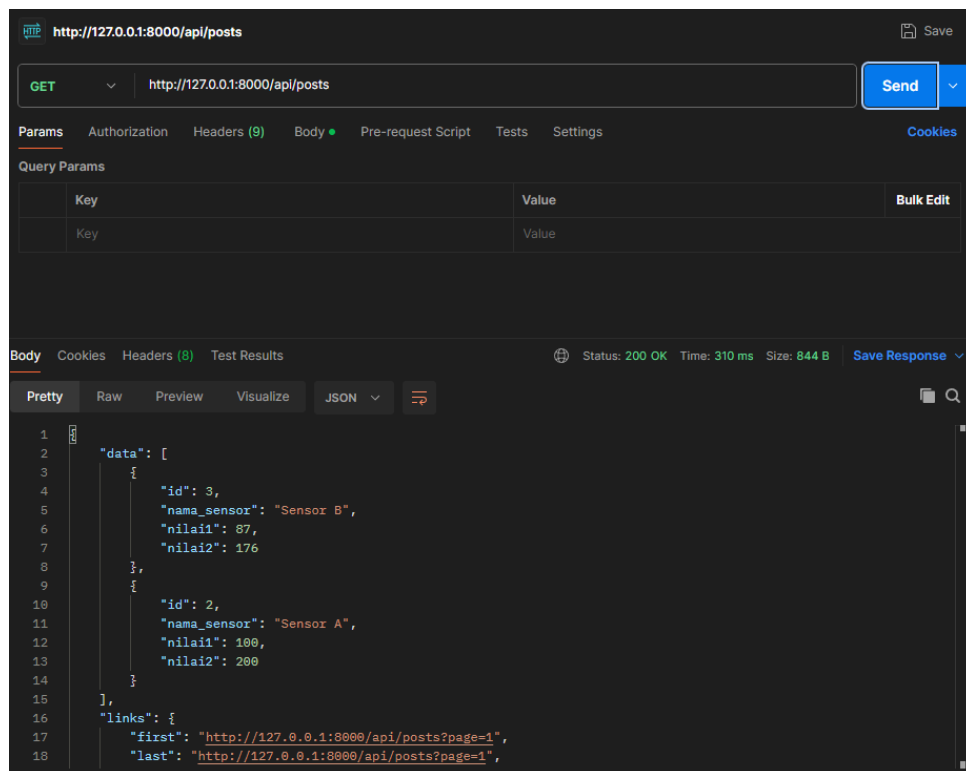 HTTP http://127.0.0.1:8000/api/posts Save
GET http://127.0.0.1:8000/api/posts Send
Params Authorization Headers (9) Body Pre-request Script Tests Settings Cookies
Query Params
Key Value Bulk Edit
Key Value
Body Cookies Headers (8) Test Results Status: 200 OK Time: 310 ms Size: 844 B Save Response
Pretty Raw Preview Visualize JSON
1 {
2 "data": [
3 {
4 "id": 3,
5 "nama_sensor": "Sensor B",
6 "nilai1": 87,
7 "nilai2": 176
8 },
9 {
10 "id": 2,
11 "nama_sensor": "Sensor A",
12 "nilai1": 100,
13 "nilai2": 200
14 }
15 ],
16 "links": {
17 "first": "http://127.0.0.1:8000/api/posts?page=1",
18 "last": "http://127.0.0.1:8000/api/posts?page=1",